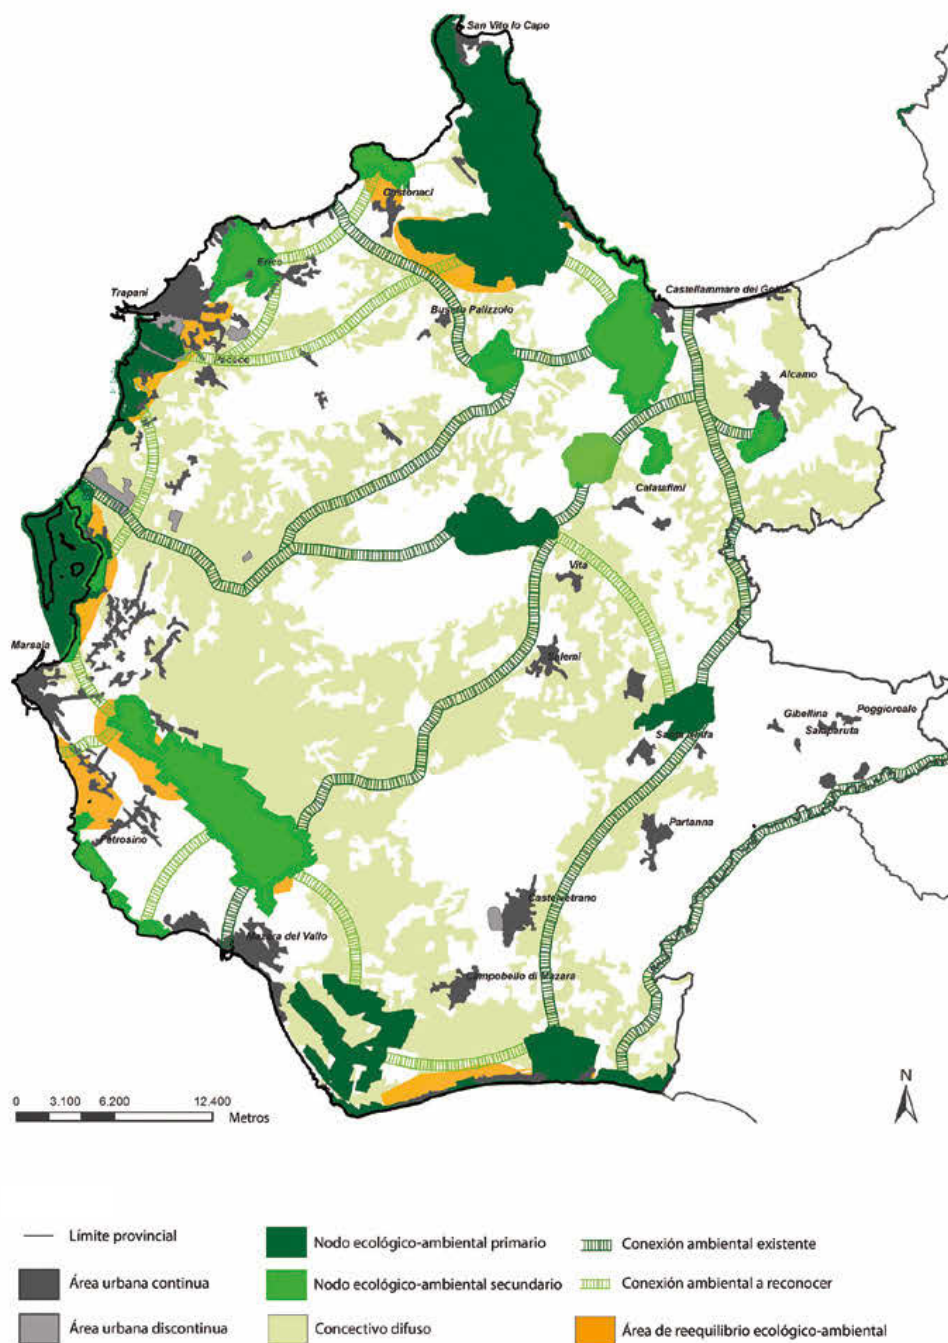 San Vito lo Capo
Custonaci
Erice
Trapani
Castellammare del Golfo
Buseto Palizzolo
Paceco
Alcamo
Calatafimi
Vita
Marsala
Salemi
Gibellina
Poggioreale
Salaparuta
Santa Ninfa
Partanna
Petrosino
Castelvetrano
Mazara del Vallo
Campobello di Mazara
0 3.100 6.200 12.400
Metros
N
Límite provincial
Área urbana continua
Área urbana discontinua
Nodo ecológico-ambiental primario
Nodo ecológico-ambiental secundario
Concectivo difuso
Conexión ambiental existente
Conexión ambiental a reconocer
Área de reequilibrio ecológico-ambiental